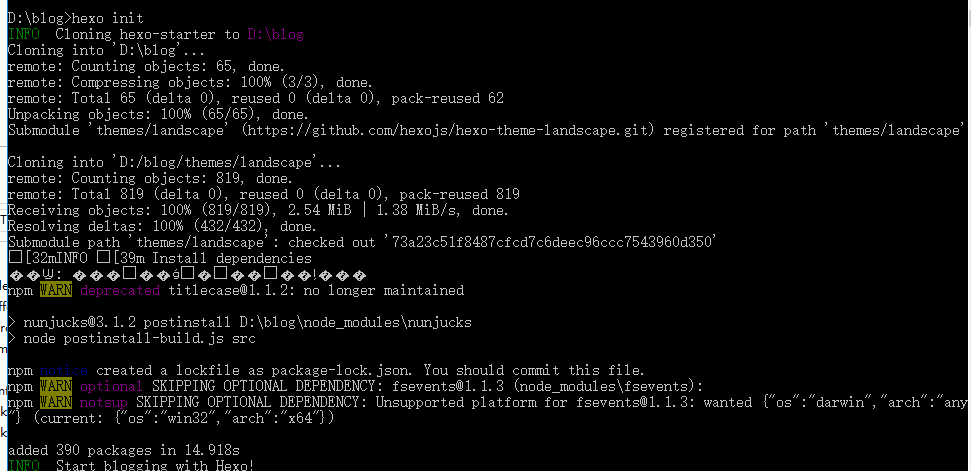 D:\blog>hexo init
INFO  Cloning hexo-starter to D:\blog
Cloning into 'D:\blog'...
remote: Counting objects: 65, done.
remote: Compressing objects: 100% (3/3), done.
remote: Total 65 (delta 0), reused 0 (delta 0), pack-reused 62
Unpacking objects: 100% (65/65), done.
Submodule 'themes/landscape' (https://github.com/hexojs/hexo-theme-landscape.git) registered for path 'themes/landscape'
Cloning into 'D:/blog/themes/landscape'...
remote: Counting objects: 819, done.
remote: Total 819 (delta 0), reused 0 (delta 0), pack-reused 819
Receiving objects: 100% (819/819), 2.54 MiB | 1.38 MiB/s, done.
Resolving deltas: 100% (432/432), done.
Submodule path 'themes/landscape': checked out '73a23c51f8487cfcd7c6deec96ccc7543960d350'
[32mINFO [39m Install dependencies
npm WARN deprecated titlecase@1.1.2: no longer maintained
> nunjucks@3.1.2 postinstall D:\blog\node_modules\nunjucks
> node postinstall-build.js src
npm notice created a lockfile as package-lock.json. You should commit this file.
npm WARN optional SKIPPING OPTIONAL DEPENDENCY: fsevents@1.1.3 (node_modules\fsevents):
npm WARN notsup SKIPPING OPTIONAL DEPENDENCY: Unsupported platform for fsevents@1.1.3: wanted {"os":"darwin","arch":"any
"} (current: {"os":"win32","arch":"x64"})
added 390 packages in 14.918s
INFO  Start blogging with Hexo!